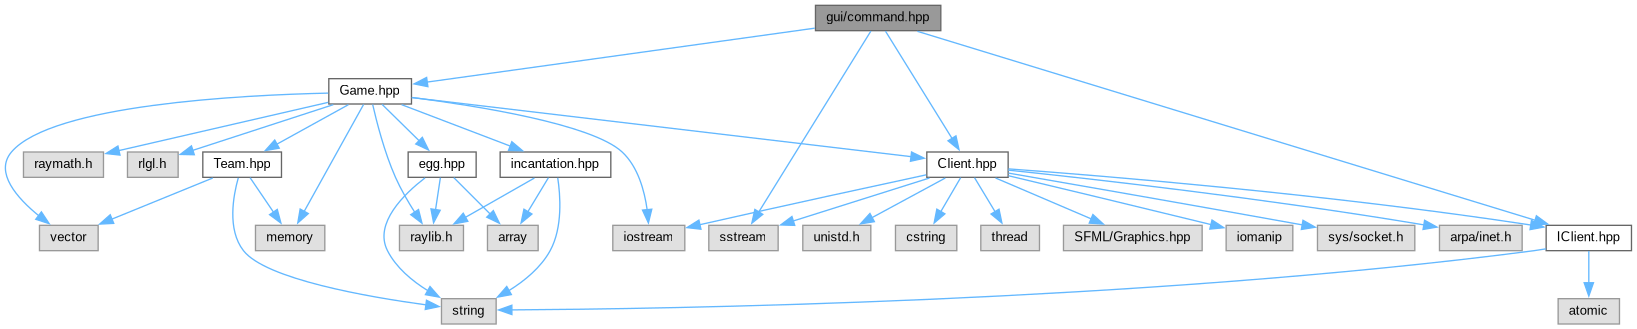 gui/command.hpp
Game.hpp
raymath.h
rlgl.h
Team.hpp
egg.hpp
incantation.hpp
Client.hpp
vector
memory
raylib.h
array
iostream
sstream
unistd.h
cstring
thread
SFML/Graphics.hpp
iomanip
sys/socket.h
arpa/inet.h
IClient.hpp
string
atomic